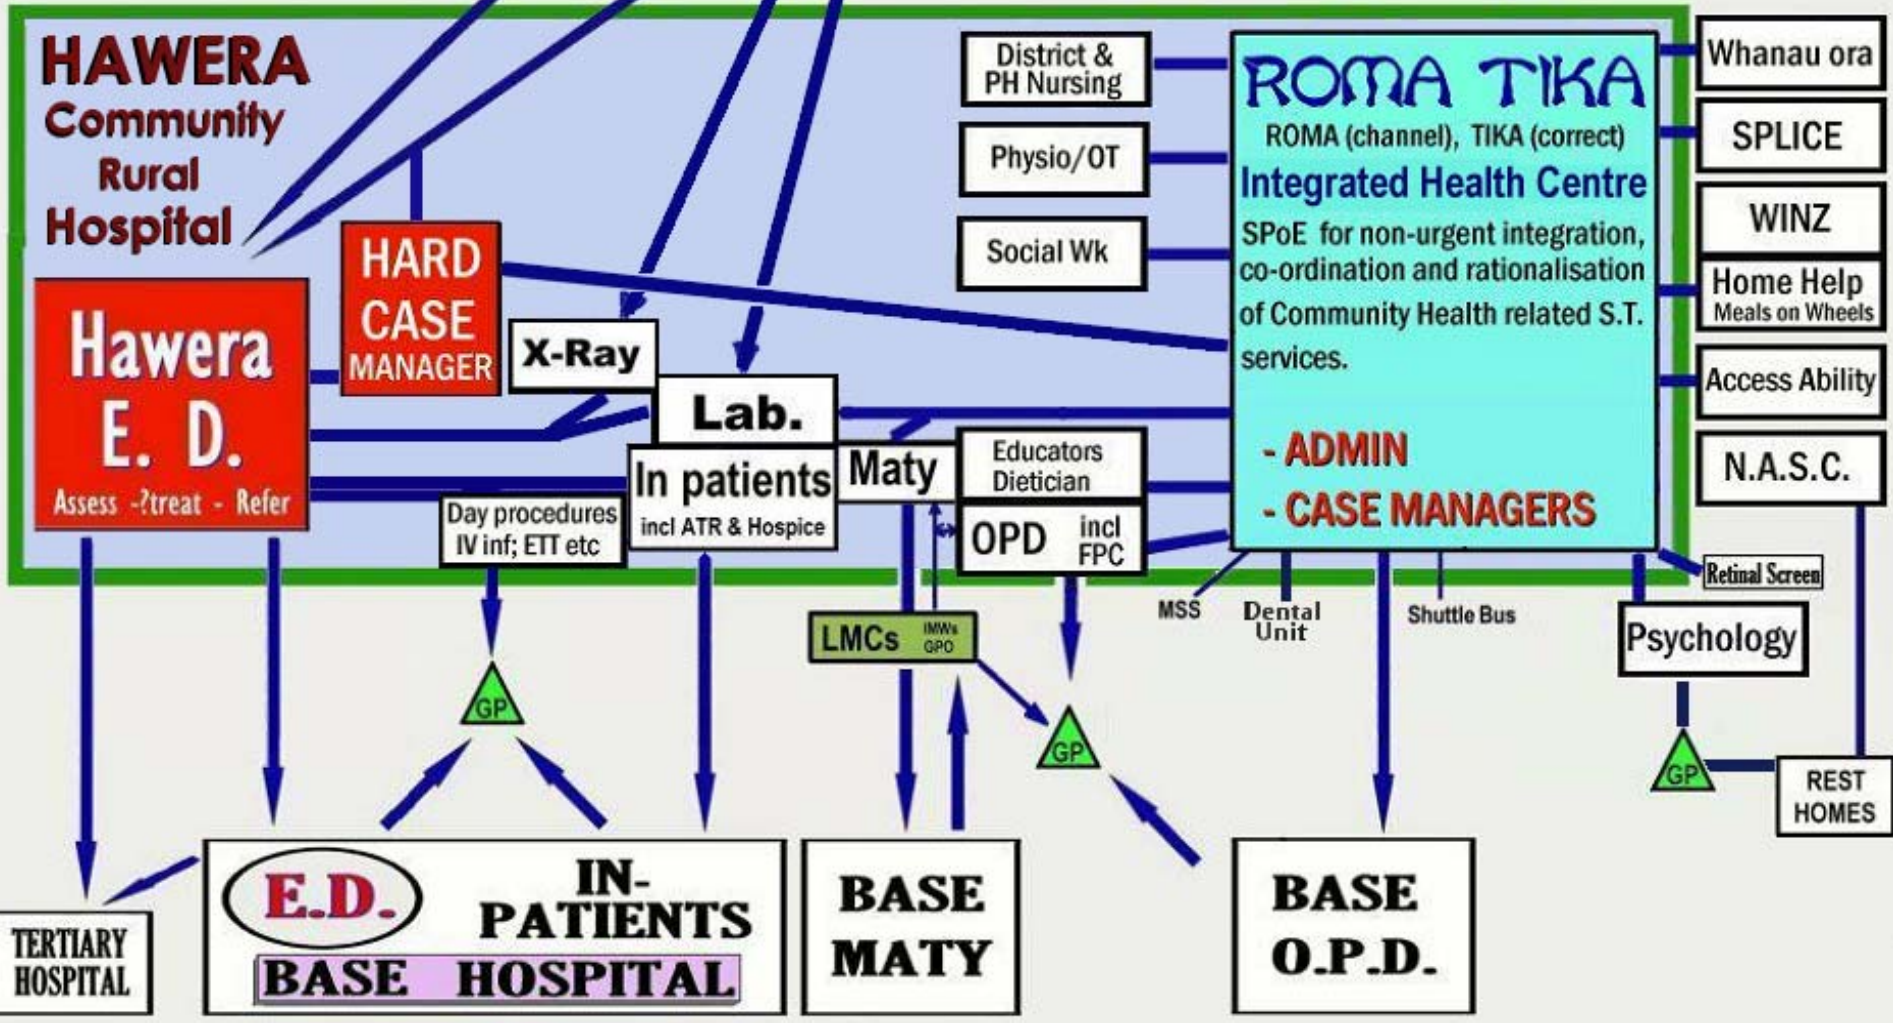 HAWERA
Community
Rural
Hospital
Hawera
E. D.
Assess -?treat - Refer
HARD
CASE
MANAGER
X-Ray
Lab.
In patients
incl ATR & Hospice
Day procedures
IV inf; ETT etc
Maty
Educators
Dietician
OPD incl
FPC
District &
PH Nursing
Physio/OT
Social Wk
ROMA TIKA
ROMA (channel), TIKA (correct)
Integrated Health Centre
SPoE for non-urgent integration,
co-ordination and rationalisation
of Community Health related S.T.
services.
- ADMIN
- CASE MANAGERS
Whanau ora
SPLICE
WINZ
Home Help
Meals on Wheels
Access Ability
N.A.S.C.
Retinal Screen
MSS
Dental
Unit
Shuttle Bus
Psychology
LMCs IMWs
GPO
GP
GP
GP
REST
HOMES
TERTIARY
HOSPITAL
E.D.
IN-
PATIENTS
BASE HOSPITAL
BASE
MATY
BASE
O.P.D.